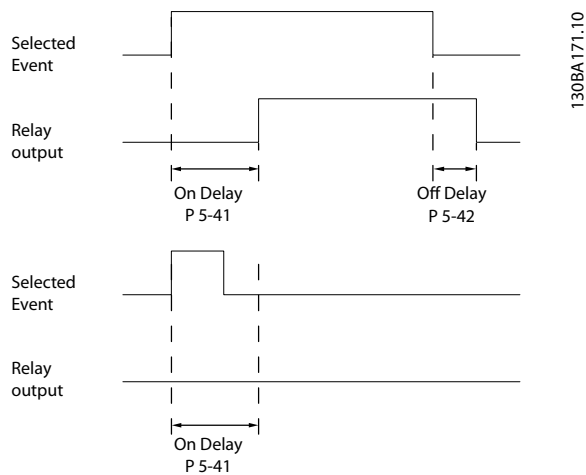 Selected
Event
Relay
output
On Delay
P 5-41
Off Delay
P 5-42
Selected
Event
Relay
output
On Delay
P 5-41
130BA171.10